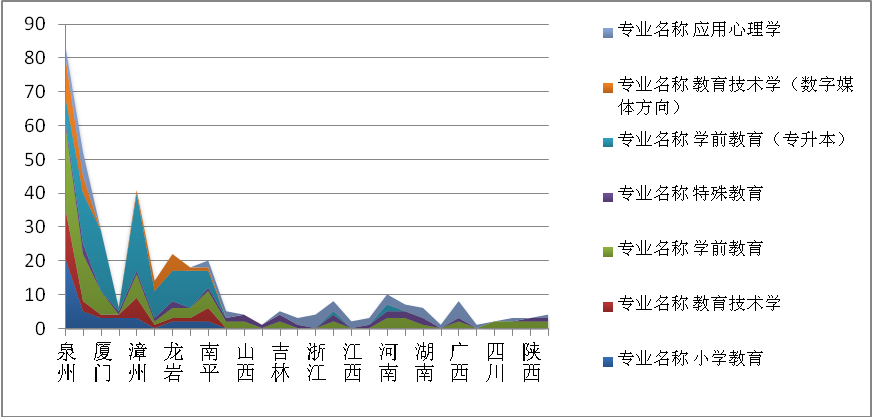 90
80
70
60
50
40
30
20
10
0
泉州
厦门
漳州
龙岩
南平
山西
吉林
浙江
江西
河南
湖南
广西
四川
陕西
专业名称 应用心理学
专业名称 教育技术学（数字媒
体方向）
专业名称 学前教育（专升本）
专业名称 特殊教育
专业名称 学前教育
专业名称 教育技术学
专业名称 小学教育